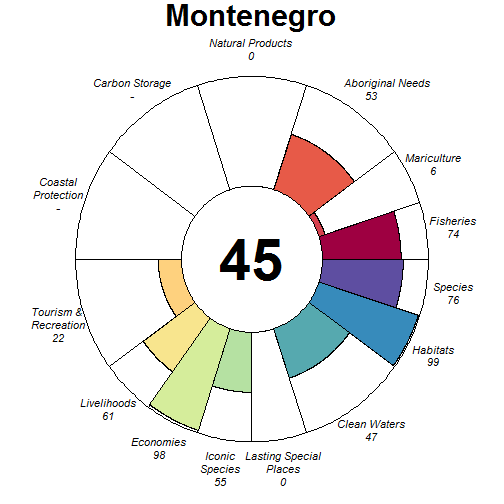 Montenegro
Natural Products
0
Carbon Storage
-
Aboriginal Needs
53
Mariculture
6
Coastal
Protection
-
Fisheries
74
45
Species
76
Tourism &
Recreation
22
Habitats
99
Livelihoods
61
Clean Waters
47
Economies
98
Iconic
Species
55
Lasting Special
Places
0